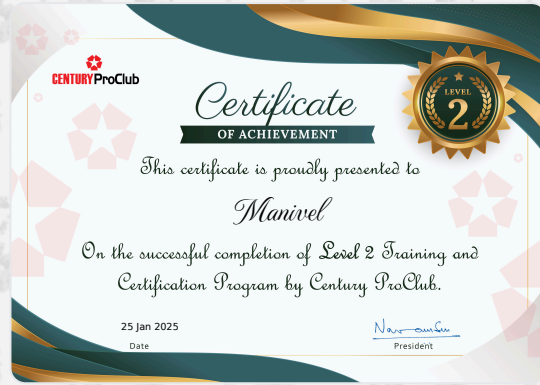 CENTURY ProClub
Certificate
OF ACHIEVEMENT
LEVEL
2
This certificate is proudly presented to
Manivel
On the successful completion of Level 2 Training and
Certification Program by Century ProClub.
25 Jan 2025
Date
President